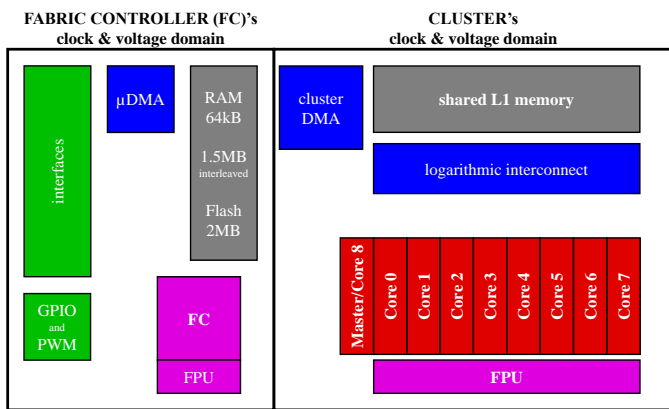 FABRIC CONTROLLER (FC)'s
clock & voltage domain
CLUSTER's
clock & voltage domain
interfaces
µDMA
RAM
64kB
1.5MB
interleaved
Flash
2MB
GPIO
and
PWM
FC
FPU
cluster
DMA
shared L1 memory
logarithmic interconnect
Master/Core 8
Core 0
Core 1
Core 2
Core 3
Core 4
Core 5
Core 6
Core 7
FPU